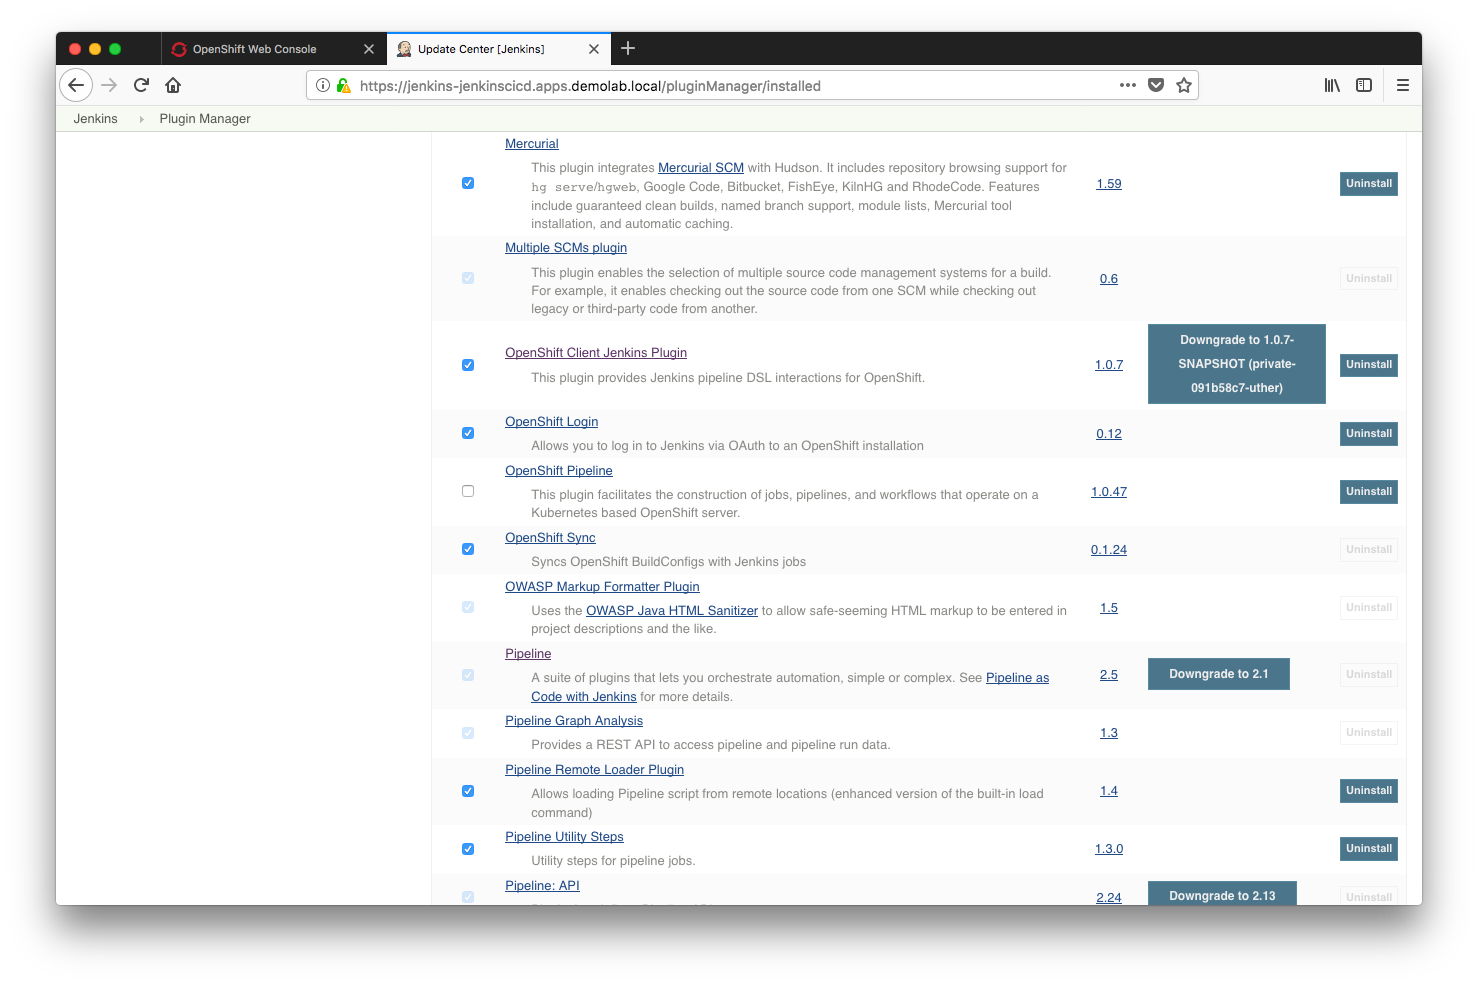 OpenShift Web Console
Update Center [Jenkins]
https://jenkins-jenkinscicd.apps.demolab.local/pluginManager/installed
Jenkins
Plugin Manager
Mercurial
This plugin integrates Mercurial SCM with Hudson. It includes repository browsing support for
hg serve/hgweb, Google Code, Bitbucket, FishEye, KilnHG and RhodeCode. Features
include guaranteed clean builds, named branch support, module lists, Mercurial tool
installation, and automatic caching.
1.59
Uninstall
Multiple SCMs plugin
This plugin enables the selection of multiple source code management systems for a build.
For example, it enables checking out the source code from one SCM while checking out
legacy or third-party code from another.
0.6
Uninstall
OpenShift Client Jenkins Plugin
This plugin provides Jenkins pipeline DSL interactions for OpenShift.
1.0.7
Downgrade to 1.0.7-
SNAPSHOT (private-
091b58c7-uther)
Uninstall
OpenShift Login
Allows you to log in to Jenkins via OAuth to an OpenShift installation
0.12
Uninstall
OpenShift Pipeline
This plugin facilitates the construction of jobs, pipelines, and workflows that operate on a
Kubernetes based OpenShift server.
1.0.47
Uninstall
OpenShift Sync
Syncs OpenShift BuildConfigs with Jenkins jobs
0.1.24
Uninstall
OWASP Markup Formatter Plugin
Uses the OWASP Java HTML Sanitizer to allow safe-seeming HTML markup to be entered in
project descriptions and the like.
1.5
Uninstall
Pipeline
A suite of plugins that lets you orchestrate automation, simple or complex. See Pipeline as
Code with Jenkins for more details.
2.5
Downgrade to 2.1
Uninstall
Pipeline Graph Analysis
Provides a REST API to access pipeline and pipeline run data.
1.3
Uninstall
Pipeline Remote Loader Plugin
Allows loading Pipeline script from remote locations (enhanced version of the built-in load
command)
1.4
Uninstall
Pipeline Utility Steps
Utility steps for pipeline jobs.
1.3.0
Uninstall
Pipeline: API
2.24
Downgrade to 2.13
Uninstall